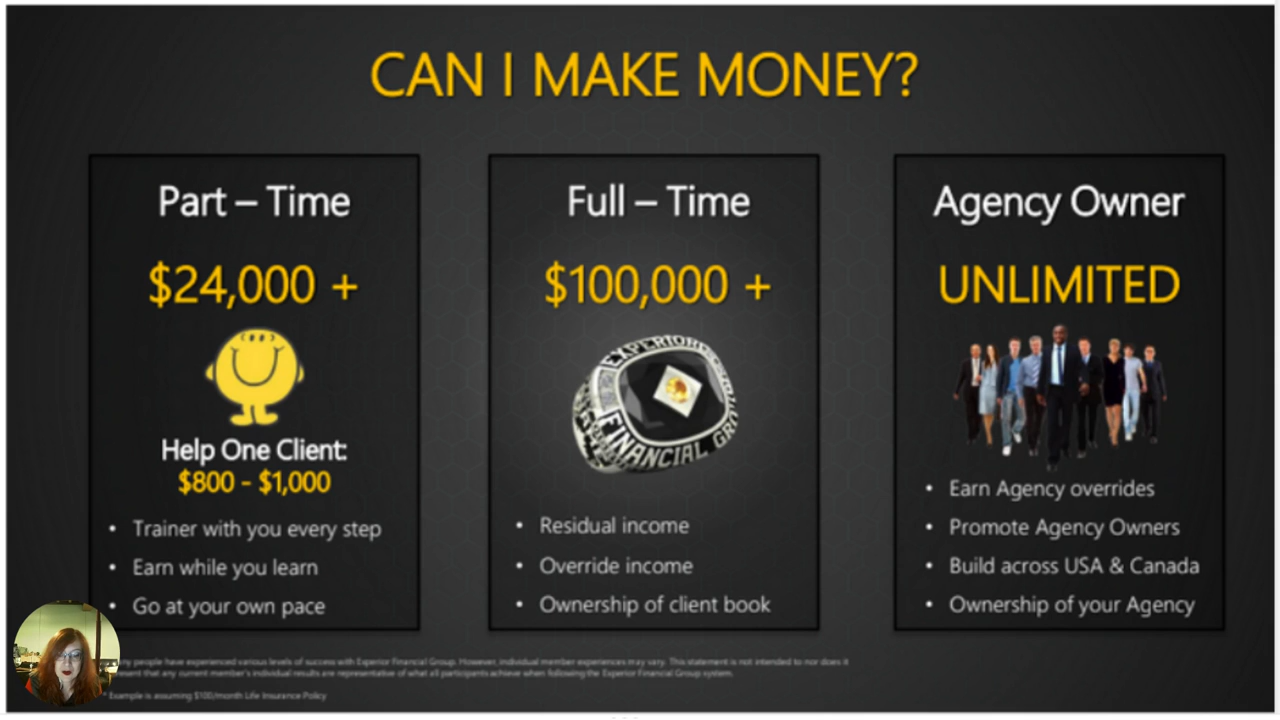 CAN I MAKE MONEY?
Part – Time
$24,000 +
Help One Client:
$800 - $1,000
• Trainer with you every step
• Earn while you learn
• Go at your own pace
Full – Time
$100,000 +
EXPERIOR
FINANCIAL GRO
• Residual income
• Override income
• Ownership of client book
Agency Owner
UNLIMITED
• Earn Agency overrides
• Promote Agency Owners
• Build across USA & Canada
• Ownership of your Agency
people have experienced various levels of success with Experior Financial Group. However, individual member experiences may vary. This statement is not intended to nor does it
that any current member's individual results are representative of what all participants achieve when following the Experior Financial Group system.
* Example is assuming $100/month Life Insurance Policy